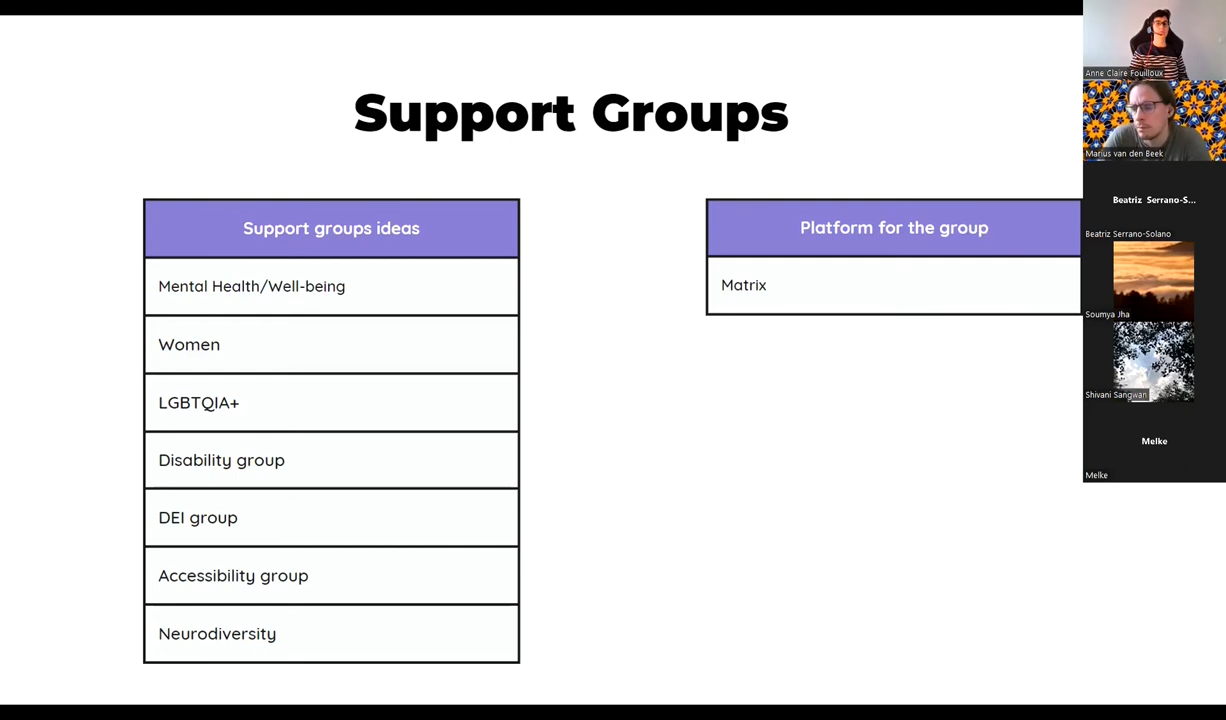 Support Groups
Support groups ideas
Mental Health/Well-being
Women
LGBTQIA+
Disability group
DEI group
Accessibility group
Neurodiversity
Platform for the group
Matrix
Anne Claire Fouilloux
Marius van den Beek
Beatriz Serrano-S...
Beatriz Serrano-Solano
Soumya Jha
Shivani Sangwan
Melke
Melke